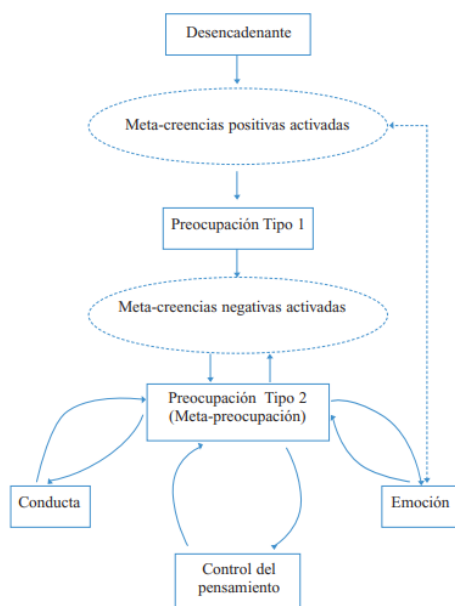 Desencadenante
Meta-creencias positivas activadas
Preocupación Tipo 1
Meta-creencias negativas activadas
Preocupación Tipo 2
(Meta-preocupación)
Conducta
Emoción
Control del
pensamiento